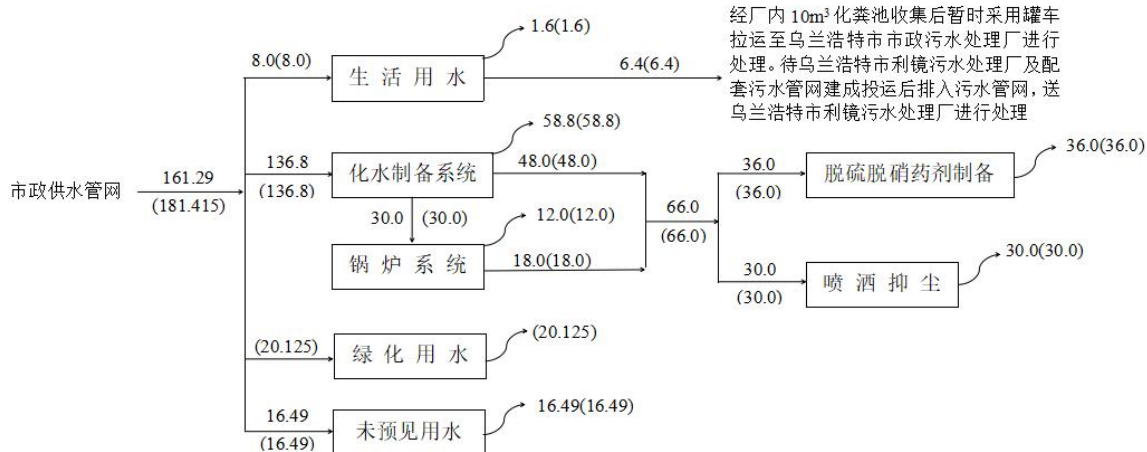 经厂内10m³化粪池收集后暂时采用罐车
拉运至乌兰浩特市市政污水处理厂进行
处理。待乌兰浩特市利镜污水处理厂及配
套污水管网建成投运后排入污水管网，送
乌兰浩特市利镜污水处理厂进行处理
1.6(1.6)
8.0(8.0)
生活用水
6.4(6.4)
58.8(58.8)
136.8
(136.8)
化水制备系统
48.0(48.0)
36.0
(36.0)
脱硫脱硝药剂制备
36.0(36.0)
市政供水管网
161.29
(181.415)
30.0 (30.0)
12.0(12.0)
66.0
(66.0)
锅炉系统
18.0(18.0)
30.0
(30.0)
喷洒抑尘
30.0(30.0)
(20.125)
绿化用水
(20.125)
16.49
(16.49)
未预见用水
16.49(16.49)